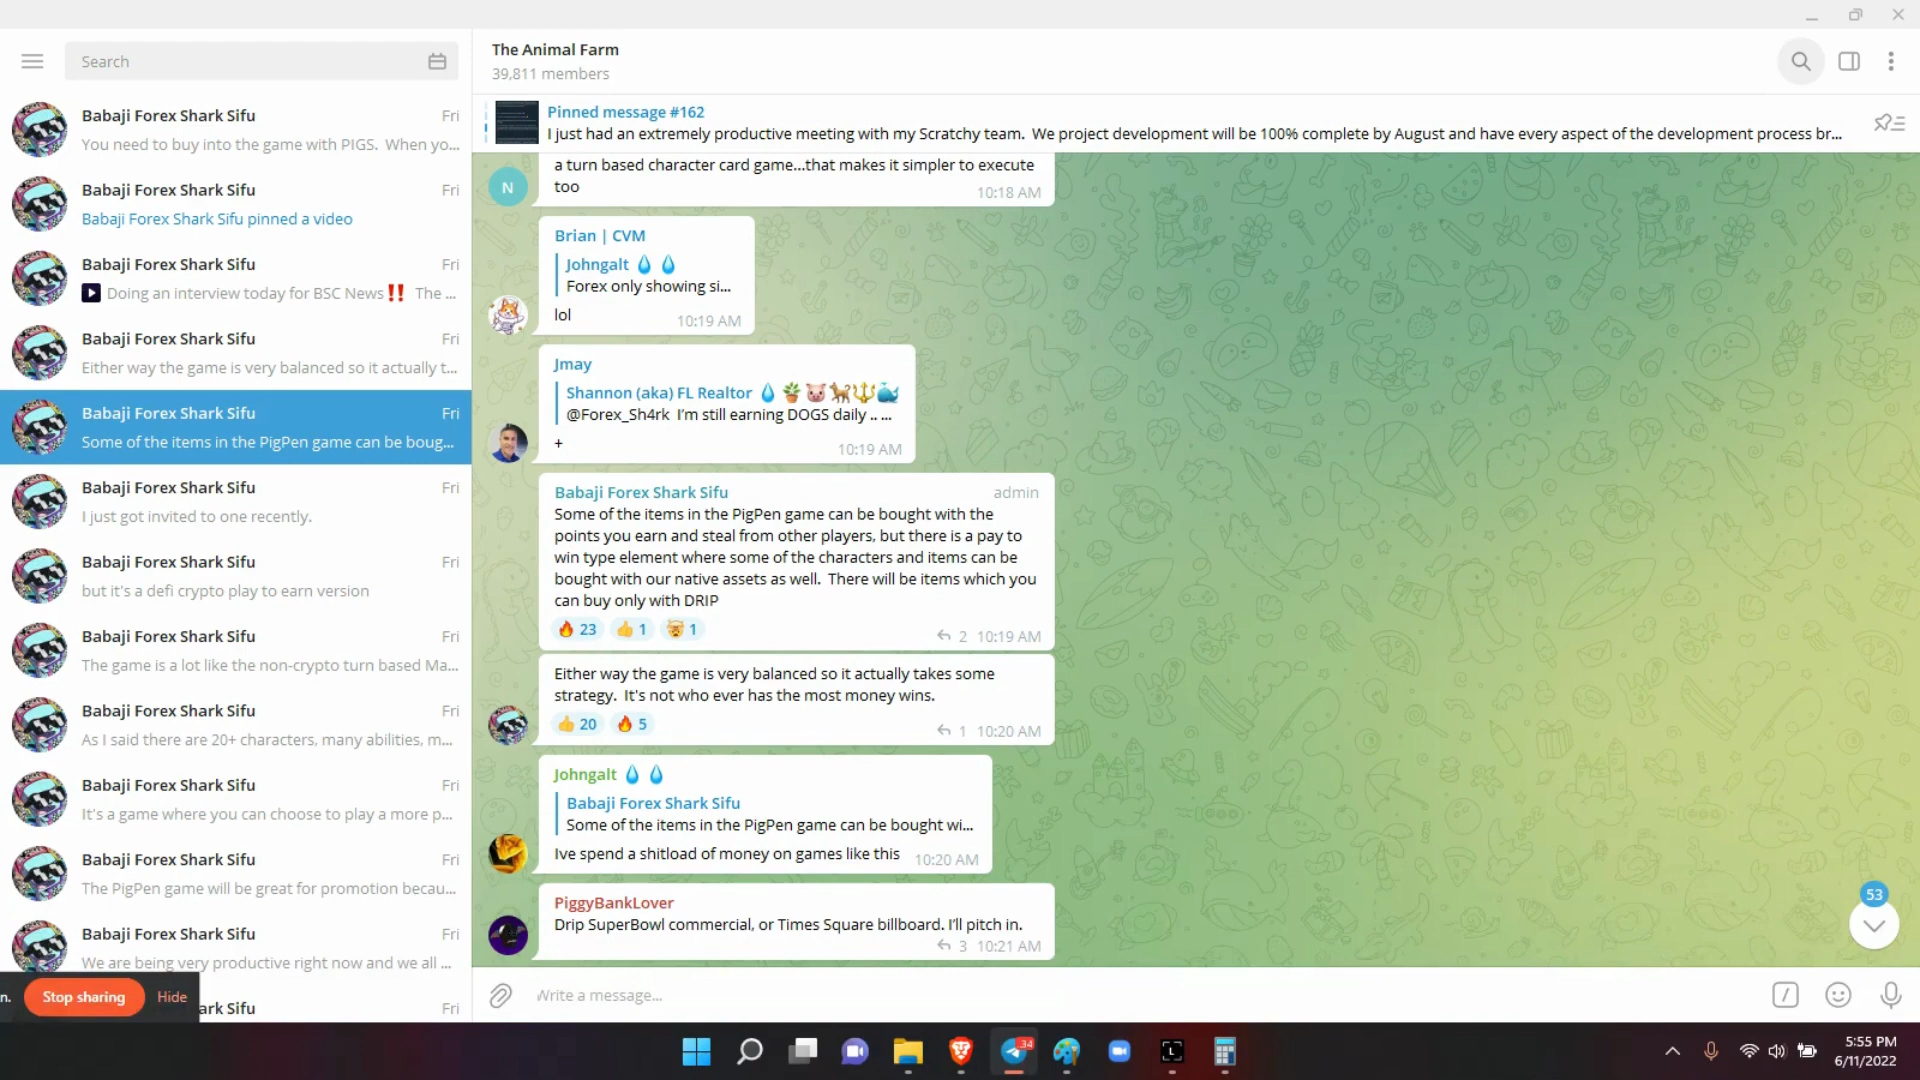 Search
Babaji Forex Shark Sifu Fri
You need to buy into the game with PIGS. When yo...
Babaji Forex Shark Sifu Fri
Babaji Forex Shark Sifu pinned a video
Babaji Forex Shark Sifu Fri
Doing an interview today for BSC News‼️ The ...
Babaji Forex Shark Sifu Fri
Either way the game is very balanced so it actually t...
Babaji Forex Shark Sifu Fri
Some of the items in the PigPen game can be boug...
Babaji Forex Shark Sifu Fri
I just got invited to one recently.
Babaji Forex Shark Sifu Fri
but it's a defi crypto play to earn version
Babaji Forex Shark Sifu Fri
The game is a lot like the non-crypto turn based Ma...
Babaji Forex Shark Sifu Fri
As I said there are 20+ characters, many abilities, m...
Babaji Forex Shark Sifu Fri
It's a game where you can choose to play a more p...
Babaji Forex Shark Sifu Fri
The PigPen game will be great for promotion becau...
Babaji Forex Shark Sifu Fri
We are being very productive right now and we all ...
ark Sifu Fri
n. Stop sharing Hide
The Animal Farm
39,811 members
Pinned message #162
I just had an extremely productive meeting with my Scratchy team. We project development will be 100% complete by August and have every aspect of the development process br...
a turn based character card game...that makes it simpler to execute
too
10:18 AM
N
Brian | CVM
Johngalt 💧 💧
Forex only showing si...
lol 10:19 AM
Jmay
Shannon (aka) FL Realtor 💧 🪴 🐷 🐕 🔱 🐳
@Forex_Sh4rk I'm still earning DOGS daily .. ...
+
10:19 AM
Babaji Forex Shark Sifu admin
Some of the items in the PigPen game can be bought with the
points you earn and steal from other players, but there is a pay to
win type element where some of the characters and items can be
bought with our native assets as well. There will be items which you
can buy only with DRIP
🔥 23 👍 1 🤯 1 2 10:19 AM
Either way the game is very balanced so it actually takes some
strategy. It's not who ever has the most money wins.
👍 20 🔥 5 1 10:20 AM
Johngalt 💧 💧
Babaji Forex Shark Sifu
Some of the items in the PigPen game can be bought wi...
Ive spend a shitload of money on games like this 10:20 AM
PiggyBankLover
Drip SuperBowl commercial, or Times Square billboard. I'll pitch in.
3 10:21 AM
53
Write a message...
34
L
5:55 PM
6/11/2022